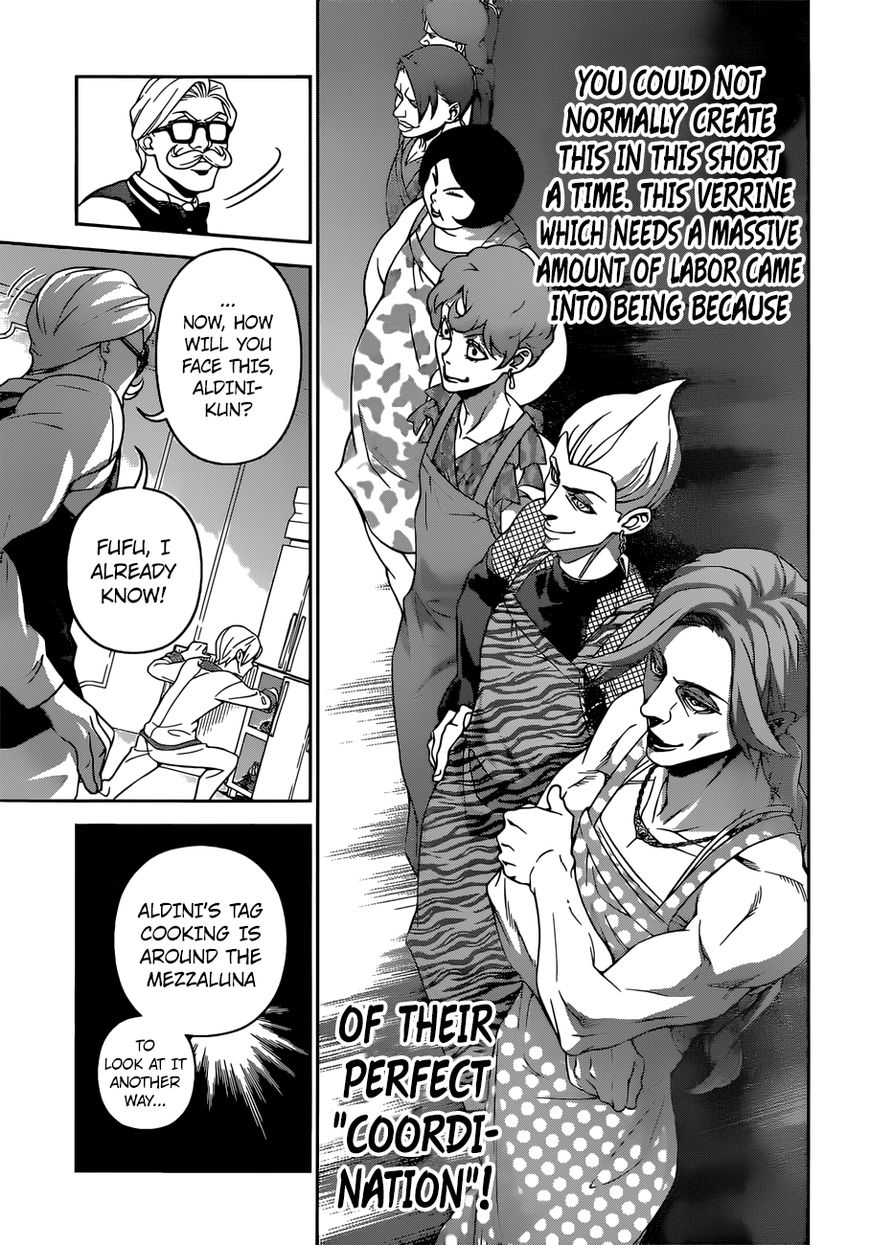 YOU COULD NOT
NORMALLY CREATE
THIS IN THIS SHORT
A TIME. THIS VERRINE
WHICH NEEDS A MASSIVE
AMOUNT OF LABOR CAME
INTO BEING BECAUSE
OF THEIR
PERFECT
"COORDI-
NATION"!
...
NOW, HOW
WILL YOU
FACE THIS,
ALDINI-
KUN?
FUFU, I
ALREADY
KNOW!
ALDINI'S TAG
COOKING IS
AROUND THE
MEZZALUNA
TO
LOOK AT IT
ANOTHER
WAY...